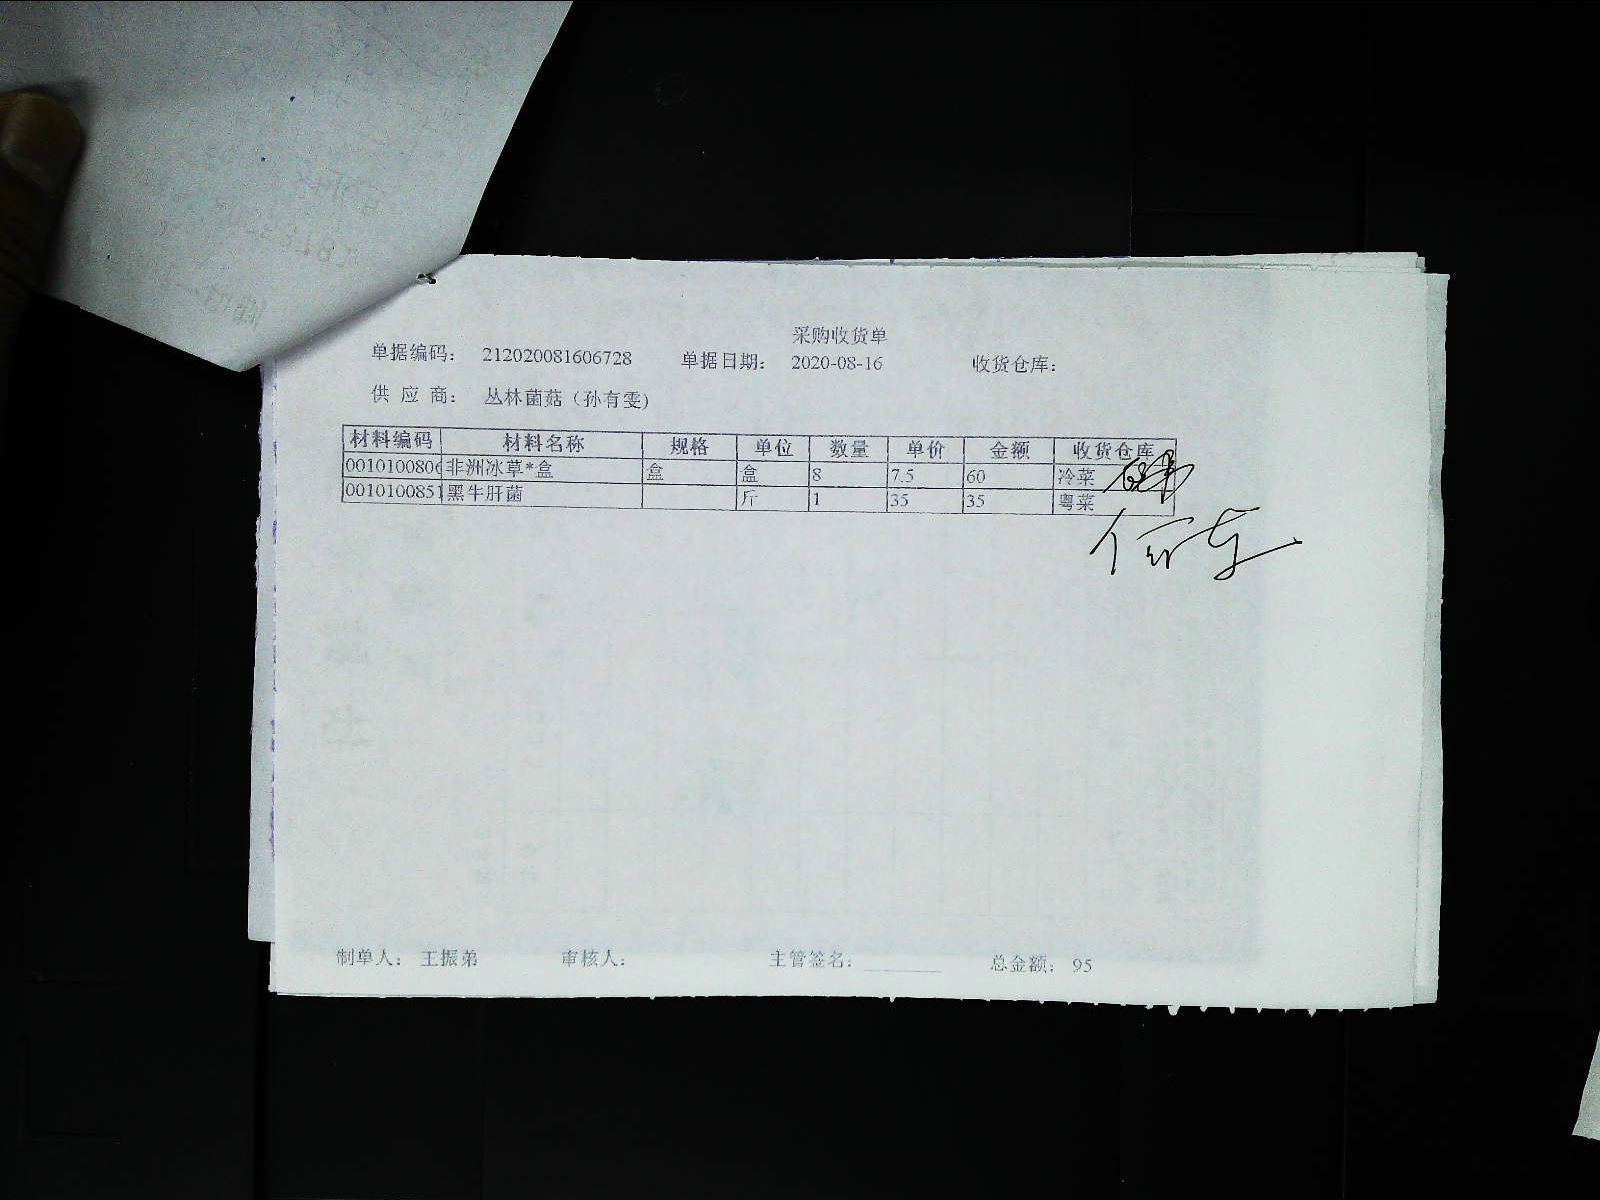 采购收货单
单据编码： 212020081606728 单据日期： 2020-08-16 收货仓库：
供 应 商： 丛林菌菇（孙有雯）
材料编码 材料名称 规格 单位 数量 单价 金额 收货仓库
0010100806 非洲冰草*盒 盒 盒 8 7.5 60 冷菜
0010100851 黑牛肝菌 斤 1 35 35 粤菜
制单人： 王振弟 审核人： 主管签名： 总金额： 95